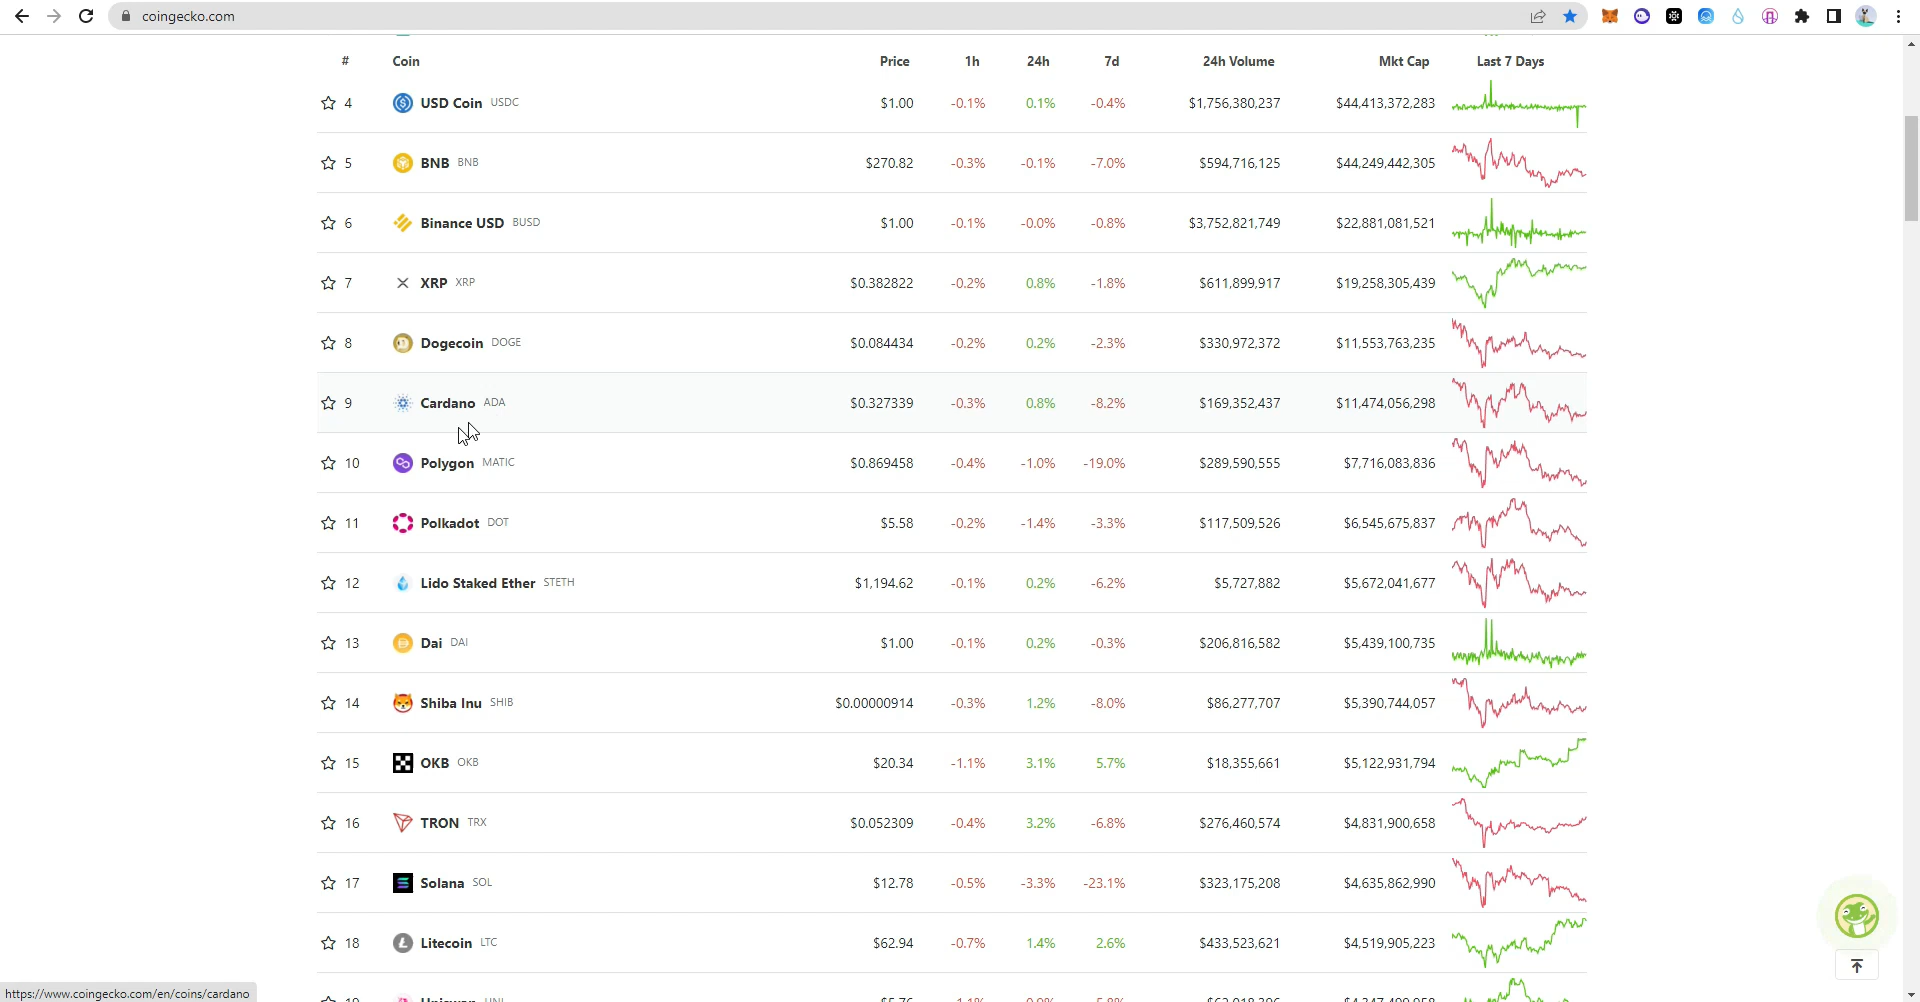 coingecko.com
# Coin Price 1h 24h 7d 24h Volume Mkt Cap Last 7 Days
4 USD Coin USDC $1.00 -0.1% 0.1% -0.4% $1,756,380,237 $44,413,372,283
5 BNB BNB $270.82 -0.3% -0.1% -7.0% $594,716,125 $44,249,442,305
6 Binance USD BUSD $1.00 -0.1% -0.0% -0.8% $3,752,821,749 $22,881,081,521
7 XRP XRP $0.382822 -0.2% 0.8% -1.8% $611,899,917 $19,258,305,439
8 Dogecoin DOGE $0.084434 -0.2% 0.2% -2.3% $330,972,372 $11,553,763,235
9 Cardano ADA $0.327339 -0.3% 0.8% -8.2% $169,352,437 $11,474,056,298
10 Polygon MATIC $0.869458 -0.4% -1.0% -19.0% $289,590,555 $7,716,083,836
11 Polkadot DOT $5.58 -0.2% -1.4% -3.3% $117,509,526 $6,545,675,837
12 Lido Staked Ether STETH $1,194.62 -0.1% 0.2% -6.2% $5,727,882 $5,672,041,677
13 Dai DAI $1.00 -0.1% 0.2% -0.3% $206,816,582 $5,439,100,735
14 Shiba Inu SHIB $0.00000914 -0.3% 1.2% -8.0% $86,277,707 $5,390,744,057
15 OKB OKB $20.34 -1.1% 3.1% 5.7% $18,355,661 $5,122,931,794
16 TRON TRX $0.052309 -0.4% 3.2% -6.8% $276,460,574 $4,831,900,658
17 Solana SOL $12.78 -0.5% -3.3% -23.1% $323,175,208 $4,635,862,990
18 Litecoin LTC $62.94 -0.7% 1.4% 2.6% $433,523,621 $4,519,905,223
https://www.coingecko.com/en/coins/cardano